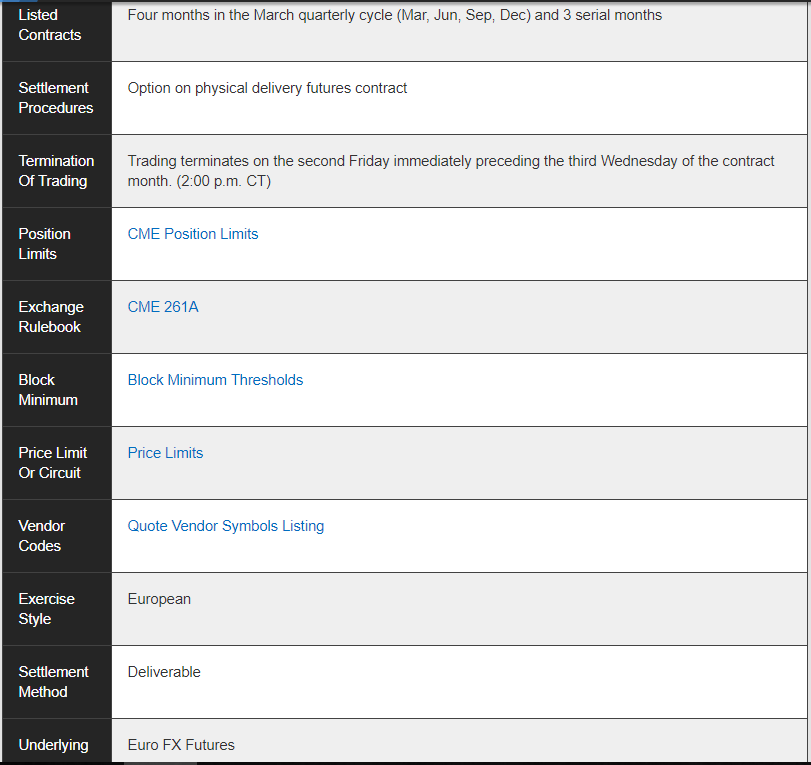 Listed
Contracts
Four months in the March quarterly cycle (Mar, Jun, Sep, Dec) and 3 serial months
Settlement
Procedures
Option on physical delivery futures contract
Termination
Of Trading
Trading terminates on the second Friday immediately preceding the third Wednesday of the contract
month. (2:00 p.m. CT)
Position
Limits
CME Position Limits
Exchange
Rulebook
CME 261A
Block
Minimum
Block Minimum Thresholds
Price Limit
Or Circuit
Price Limits
Vendor
Codes
Quote Vendor Symbols Listing
Exercise
Style
European
Settlement
Method
Deliverable
Underlying
Euro FX Futures